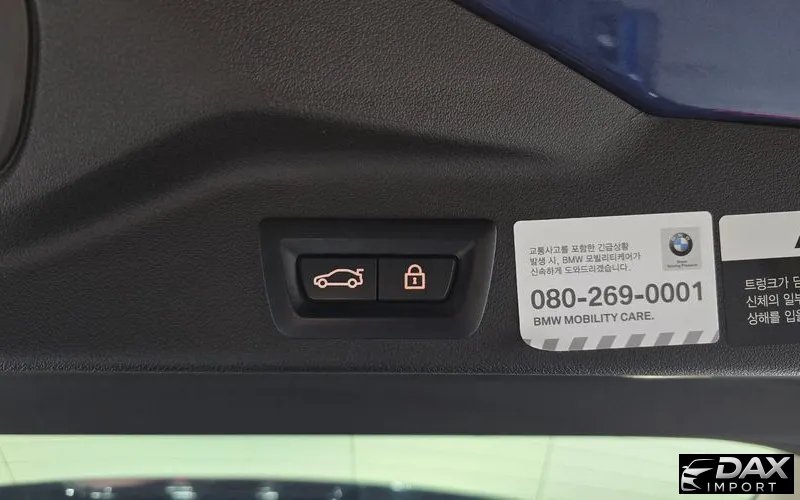 교통사고를 포함한 긴급상황
발생 시, BMW 모빌리티케어가
신속하게 도와드리겠습니다.
080-269-0001
BMW MOBILITY CARE.
트렁크가 닫
신체의 일부
상해를 입을
DAX
IMPORT